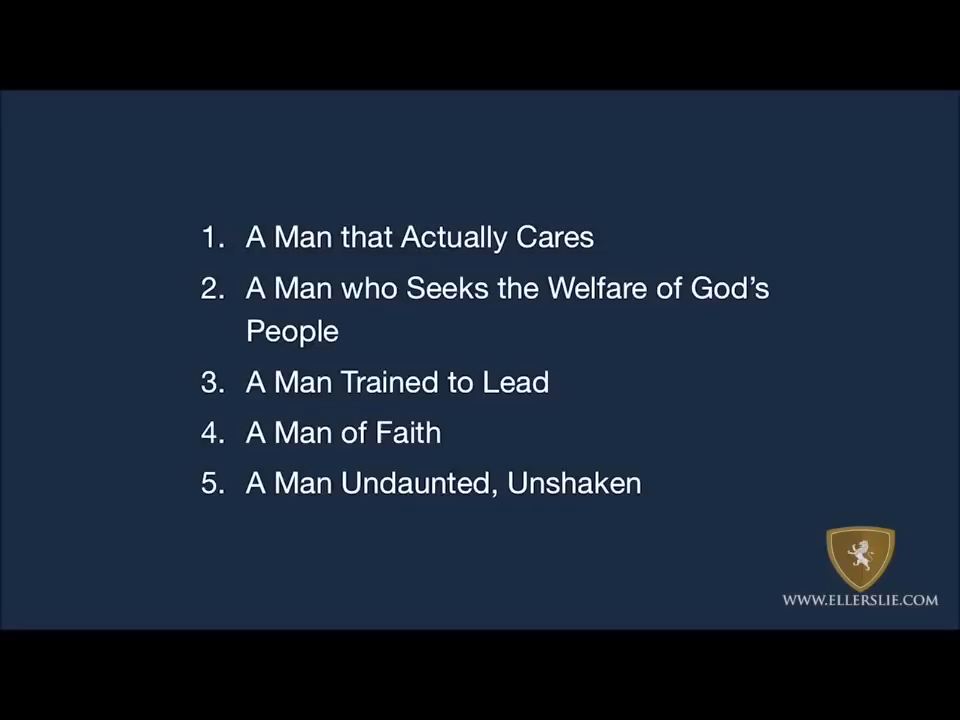 1. A Man that Actually Cares
2. A Man who Seeks the Welfare of God's
People
3. A Man Trained to Lead
4. A Man of Faith
5. A Man Undaunted, Unshaken
WWW.ELLERSLIE.COM